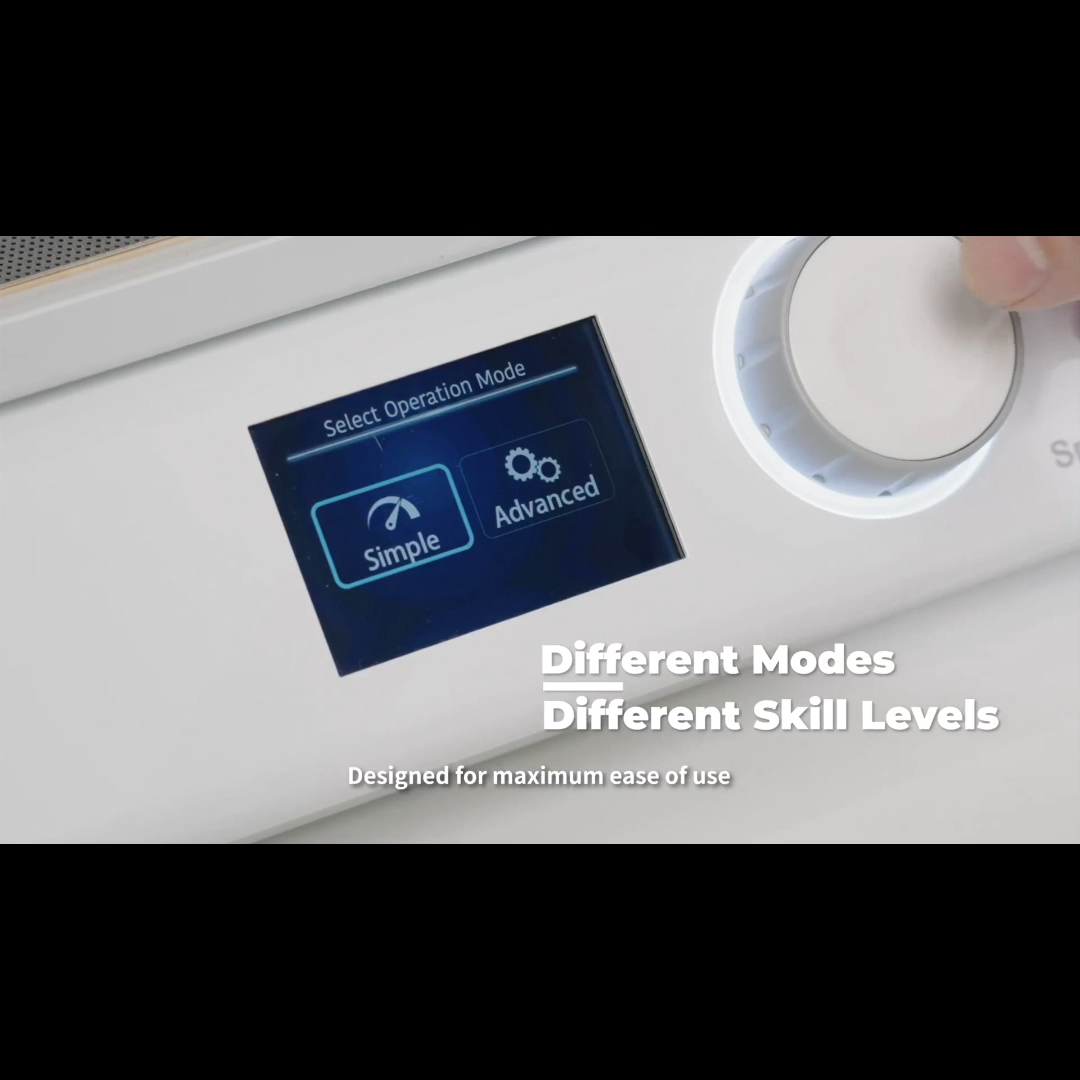 Select Operation Mode
Simple
Advanced
Different Modes
Different Skill Levels
Designed for maximum ease of use